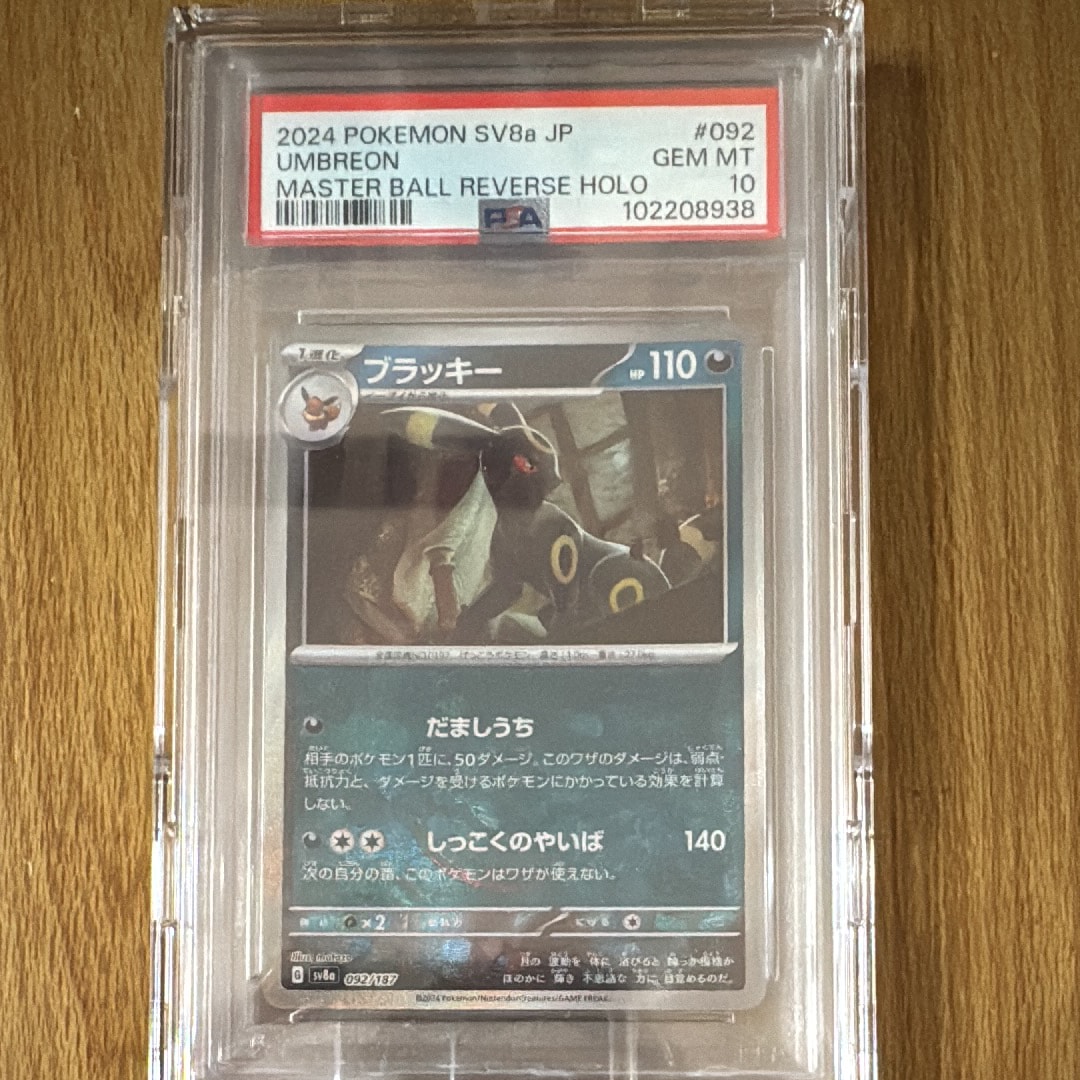 2024 POKEMON SV8a JP #092
UMBREON GEM MT
MASTER BALL REVERSE HOLO 10
PSA 102208938
1進化 ブラッキー HP 110
だましうち
相手のポケモン1匹に、50ダメージ。このワザのダメージは、弱点・
抵抗力と、ダメージを受けるポケモンにかかっている効果を計算
しない。
しっこくのやいば 140
次の自分の番、このポケモンはワザが使えない。
×2
Illus.
月の波動を体に浴びると
G SV8a 092/187 ほのかに輝き不思議な力に目覚めるのだ。
©2024 Pokémon/Nintendo/Creatures/GAME FREAK.